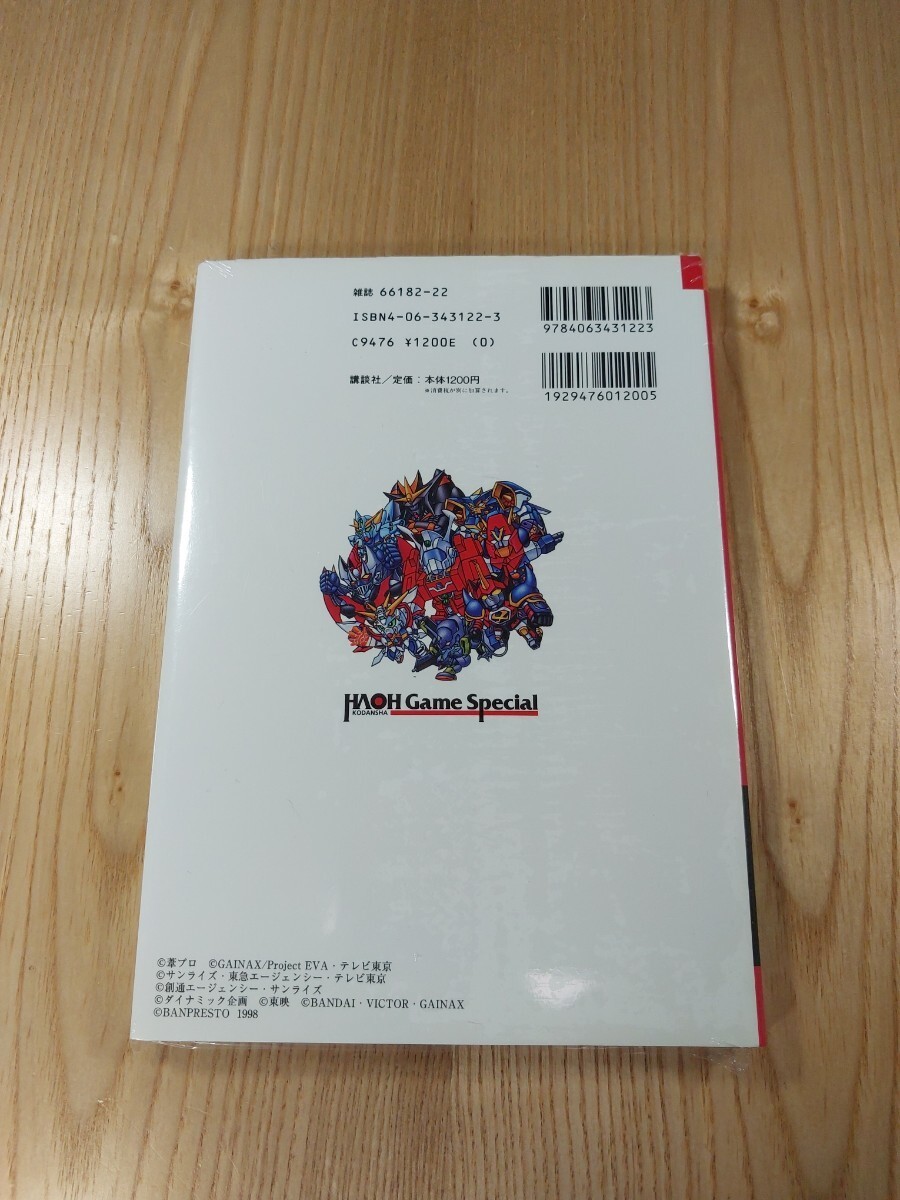 雑誌 66182-22
ISBN4-06-343122-3
C9476 ¥1200E (0)
9784063431223
講談社／定価：本体1200円
＊消費税が別に加算されます。
1929476012005
HAOH Game Special
KODANSHA
©葦プロ ©GAINAX/Project EVA・テレビ東京
©サンライズ・東急エージェンシー・テレビ東京
©創通エージェンシー・サンライズ
©ダイナミック企画 ©東映 ©BANDAI・VICTOR・GAINAX
©BANPRESTO 1998